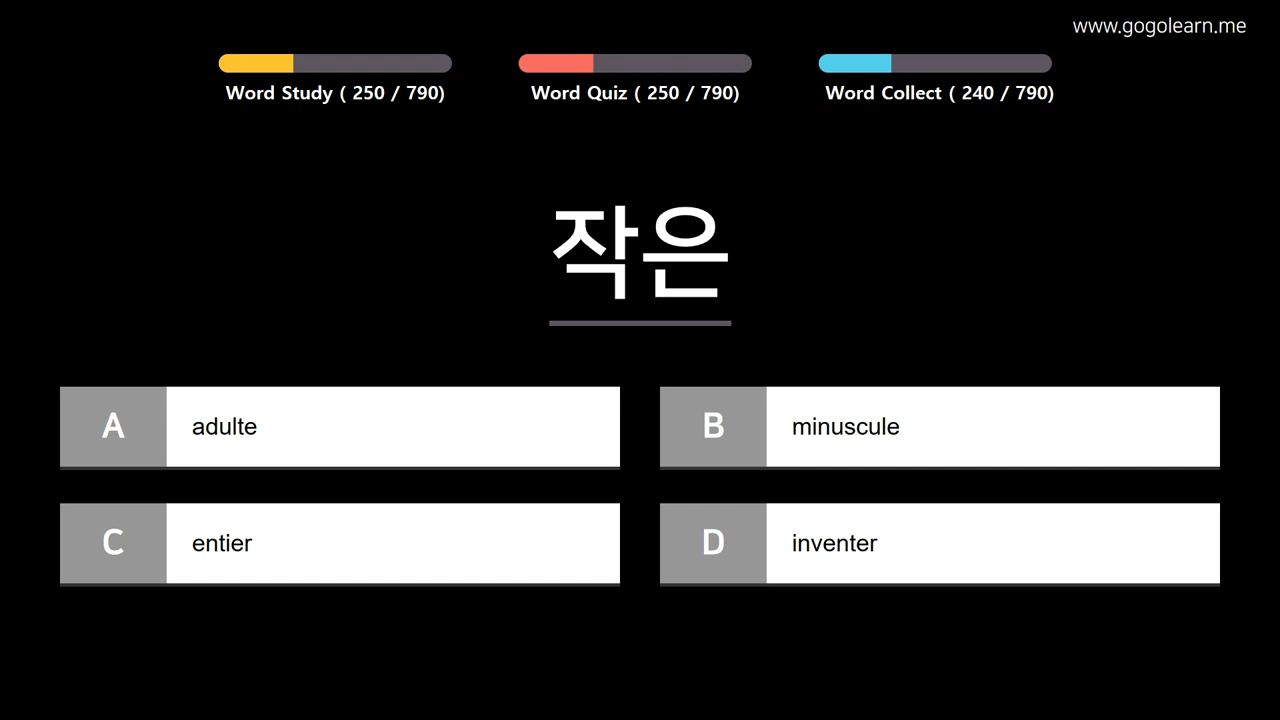 www.gogolearn.me
Word Study ( 250 / 790)
Word Quiz ( 250 / 790)
Word Collect ( 240 / 790)
작은
A adulte
B minuscule
C entier
D inventer